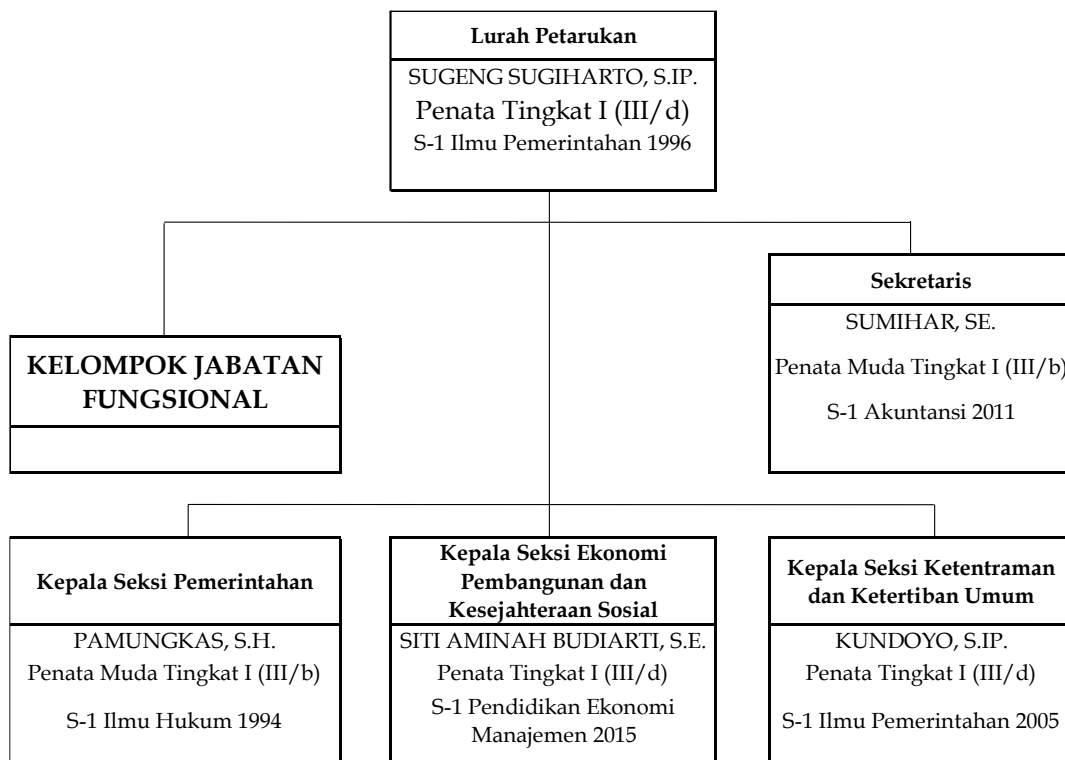 Lurah Petarukan
SUGENG SUGIHARTO, S.IP.
Penata Tingkat I (III/d)
S-1 Ilmu Pemerintahan 1996
KELOMPOK JABATAN
FUNGSIONAL
Sekretaris
SUMIHAR, SE.
Penata Muda Tingkat I (III/b)
S-1 Akuntansi 2011
Kepala Seksi Pemerintahan
PAMUNGKAS, S.H.
Penata Muda Tingkat I (III/b)
S-1 Ilmu Hukum 1994
Kepala Seksi Ekonomi
Pembangunan dan
Kesejahteraan Sosial
SITI AMINAH BUDIARTI, S.E.
Penata Tingkat I (III/d)
S-1 Pendidikan Ekonomi
Manajemen 2015
Kepala Seksi Ketentraman
dan Ketertiban Umum
KUNDOYO, S.IP.
Penata Tingkat I (III/d)
S-1 Ilmu Pemerintahan 2005